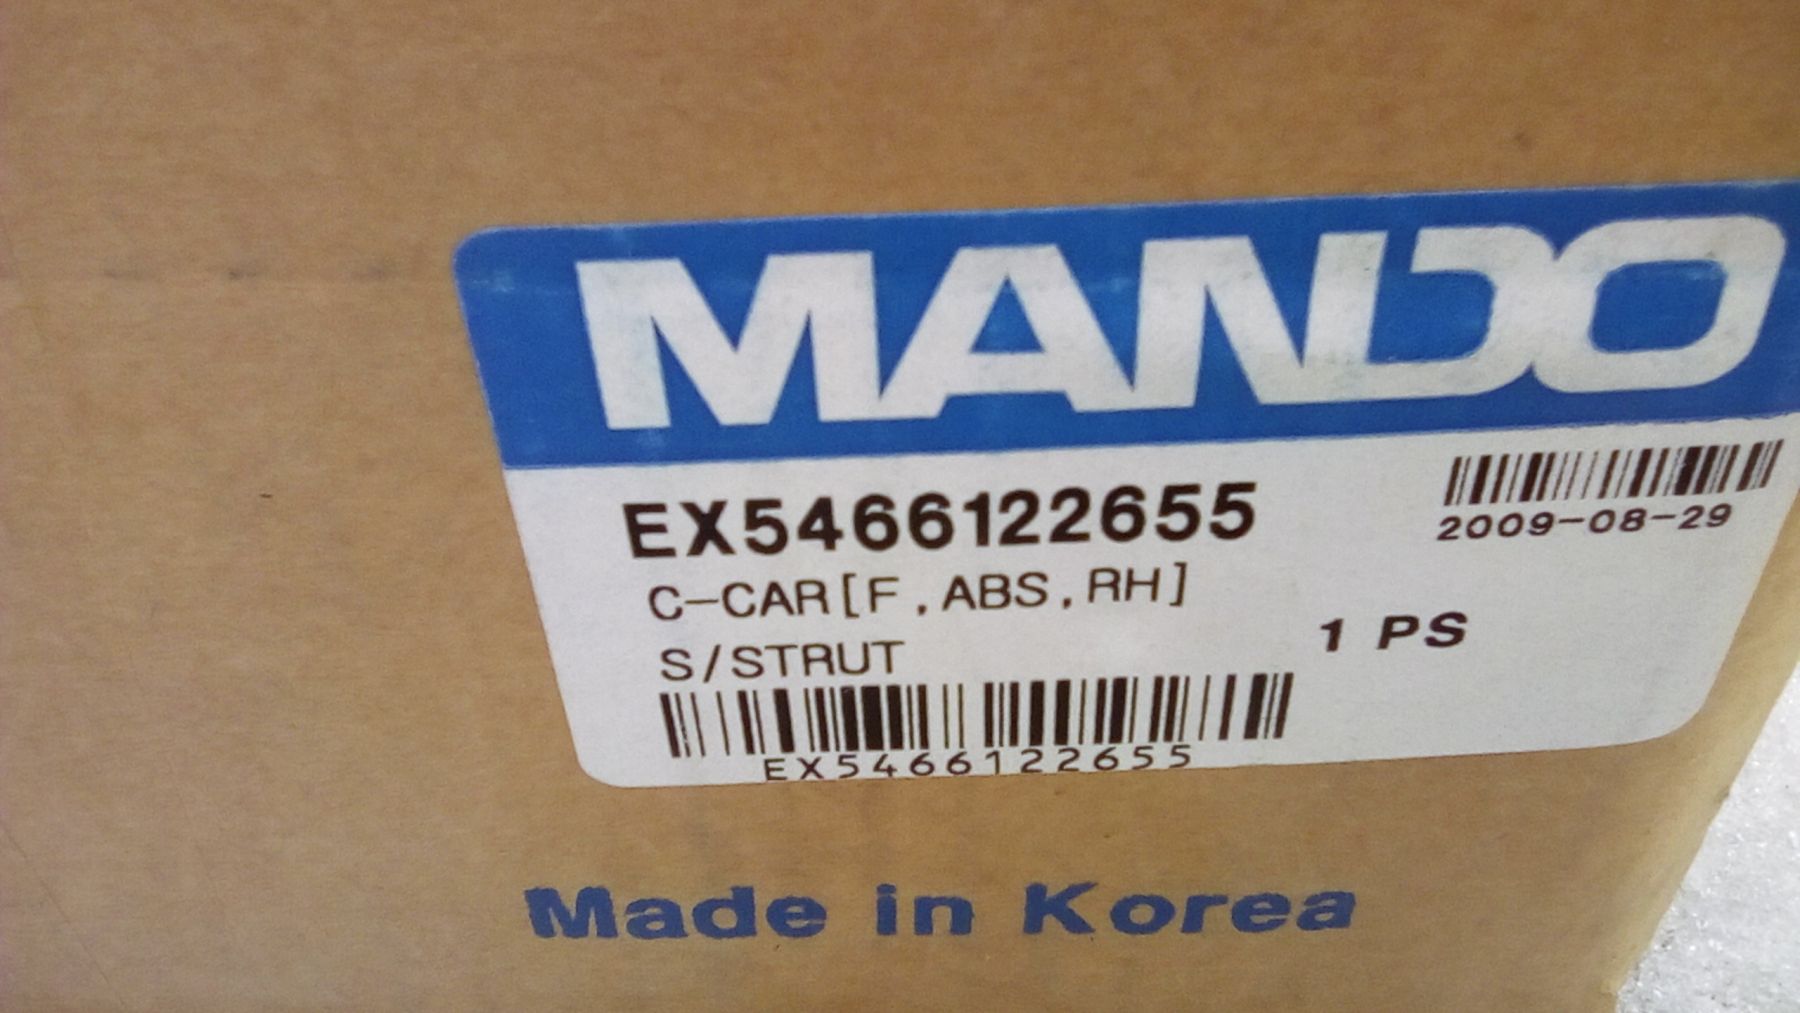 MANDO
EX5466122655
2009-08-29
C-CAR[F,ABS,RH]
1 PS
S/STRUT
EX5466122655
Made in Korea